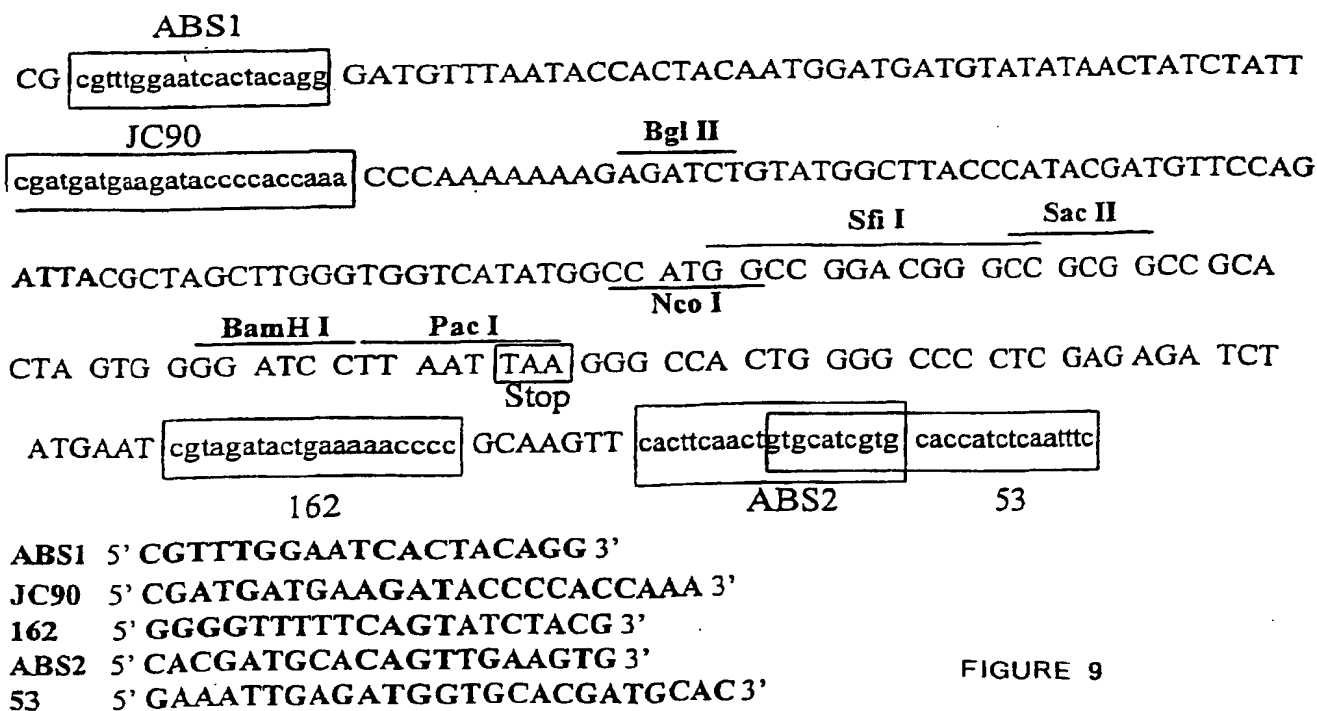 ABS1
CG cgtttggaatcactacagg GATGTTTAATACCACTACAATGGATGATGTATATAACTATCTATT
JC90 Bgl II
cgatgatgaagataccccaccaaa CCCAAAAAAAGAGATCTGTATGGCTTACCCATACGATGTTCCAG
Sfi I Sac II
ATTACGCTAGCTTGGGTGGTCATATGGCC ATG GCC GGA CGG GCC GCG GCC GCA
Nco I
BamH I Pac I
CTA GTG GGG ATC CTT AAT TAA GGG CCA CTG GGG CCC CTC GAG AGA TCT
Stop
ATGAAT cgtagatactgaaaaacccc GCAAGTT cacttcaactgtgcatcgtg caccatctcaatttc
162 ABS2 53
ABS1 5' CGTTTGGAATCACTACAGG 3'
JC90 5' CGATGATGAAGATACCCCACCAAA 3'
162 5' GGGGTTTTTCAGTATCTACG 3'
ABS2 5' CACGATGCACAGTTGAAGTG 3'
53 5' GAAATTGAGATGGTGCACGATGCAC 3'
FIGURE 9